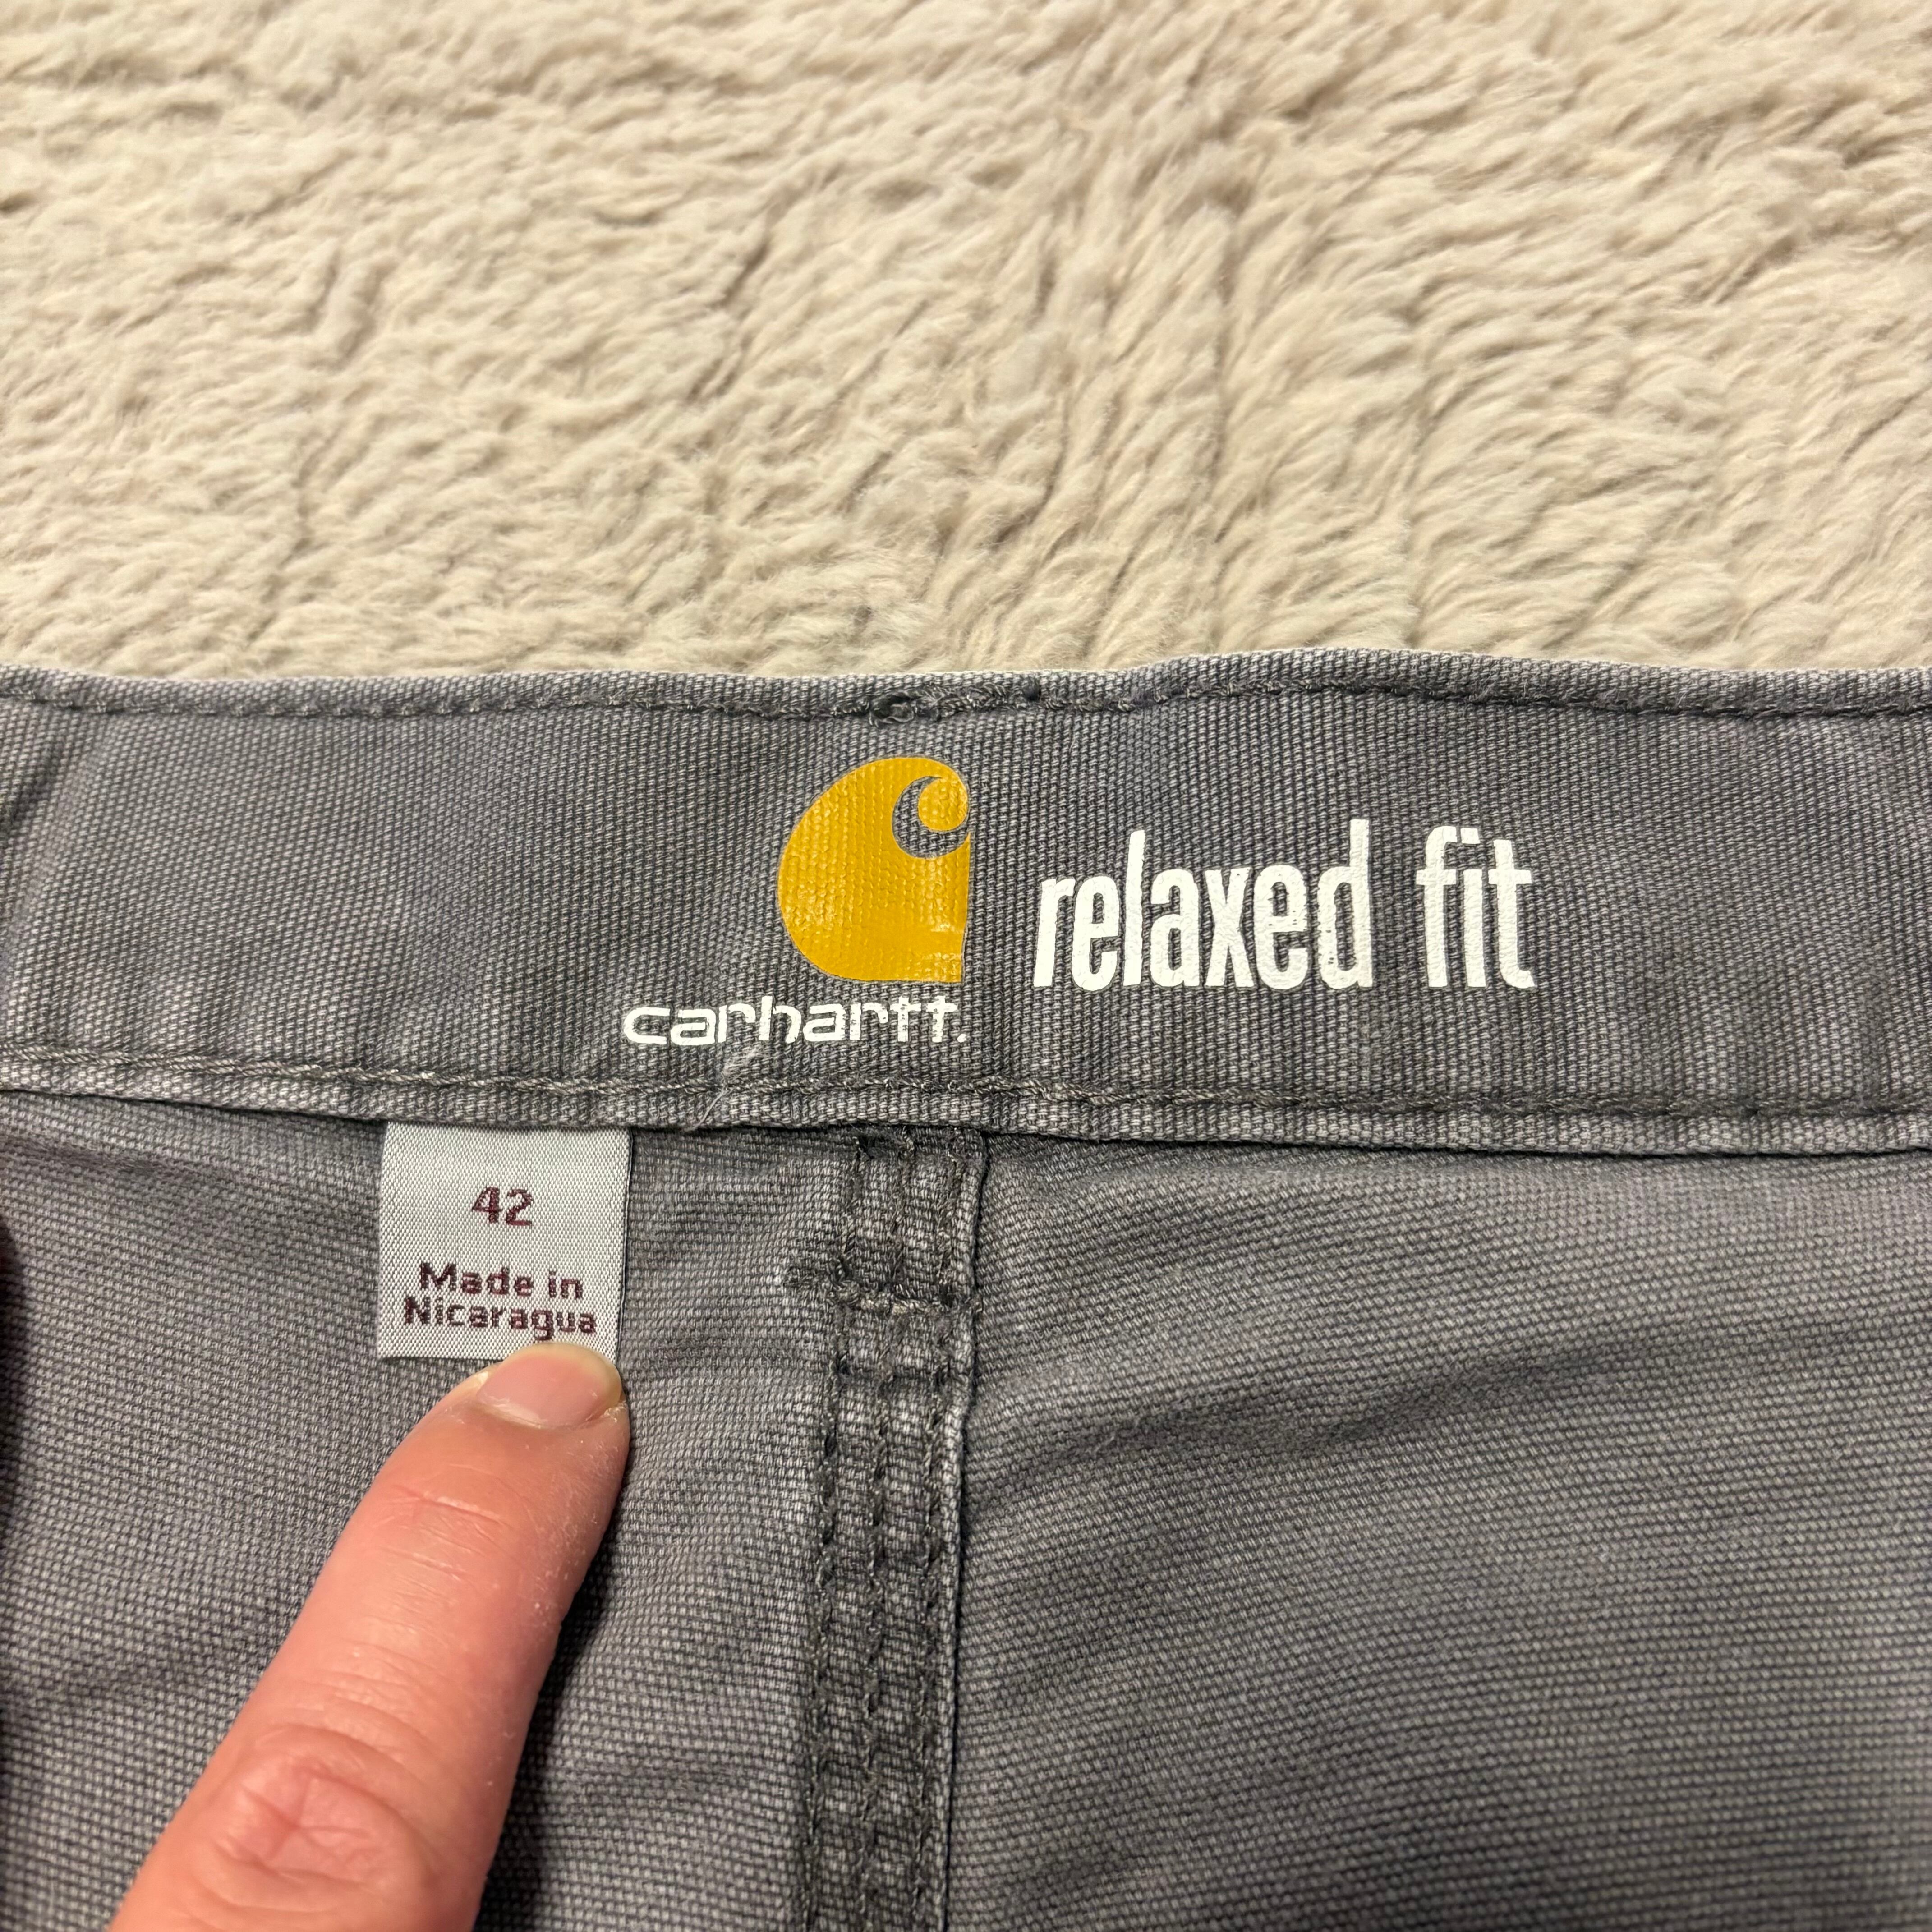 carhartt.
relaxed fit
42
Made in
Nicaragua